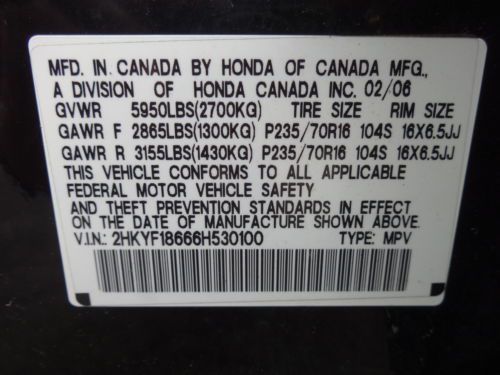 MFD. IN CANADA BY HONDA OF CANADA MFG.,
A DIVISION OF HONDA CANADA INC. 02/06
GVWR 5950LBS(2700KG) TIRE SIZE RIM SIZE
GAWR F 2865LBS(1300KG) P235/70R16 104S 16X6.5JJ
GAWR R 3155LBS(1430KG) P235/70R16 104S 16X6.5JJ
THIS VEHICLE CONFORMS TO ALL APPLICABLE
FEDERAL MOTOR VEHICLE SAFETY
AND THEFT PREVENTION STANDARDS IN EFFECT
ON THE DATE OF MANUFACTURE SHOWN ABOVE.
V.I.N.: 2HKYF18666H530100 TYPE: MPV